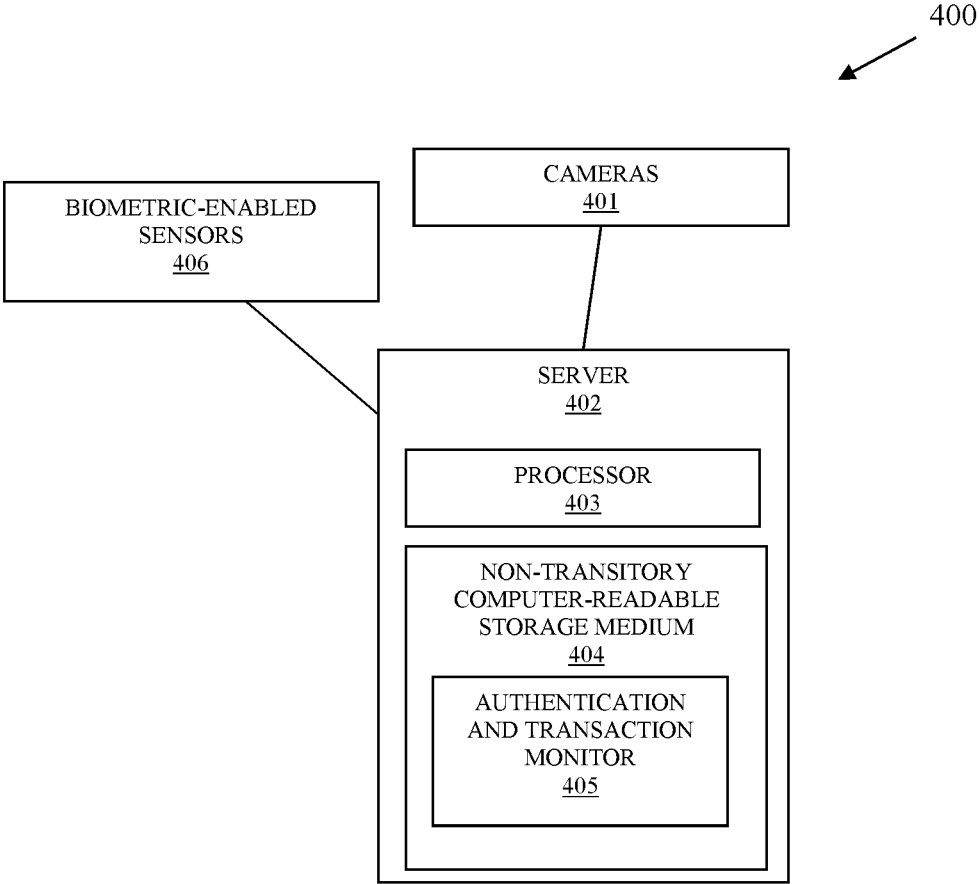 400
CAMERAS
401
BIOMETRIC-ENABLED
SENSORS
406
SERVER
402
PROCESSOR
403
NON-TRANSITORY
COMPUTER-READABLE
STORAGE MEDIUM
404
AUTHENTICATION
AND TRANSACTION
MONITOR
405